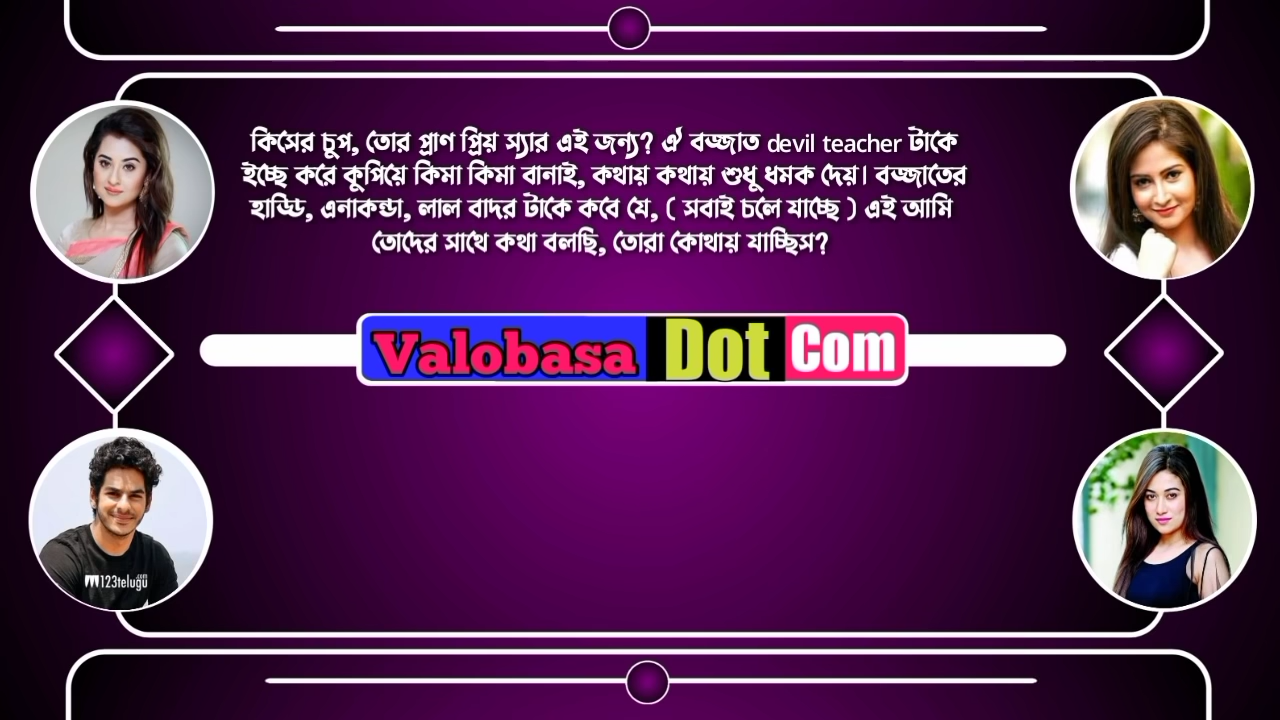 কিসের চুপ, তোর প্রাণ প্রিয় স্যার এই জন্য? ঐ বজ্জাত devil teacher টাকে
ইচ্ছে করে কুপিয়ে কিমা কিমা বানাই, কথায় কথায় শুধু ধমক দেয়। বজ্জাতের
হাড্ডি, এনাকন্ডা, লাল বাদর টাকে কবে যে, ( সবাই চলে যাচ্ছে ) এই আমি
তোদের সাথে কথা বলছি, তোরা কোথায় যাচ্ছিস?
Valobasa Dot Com
123telugu.com